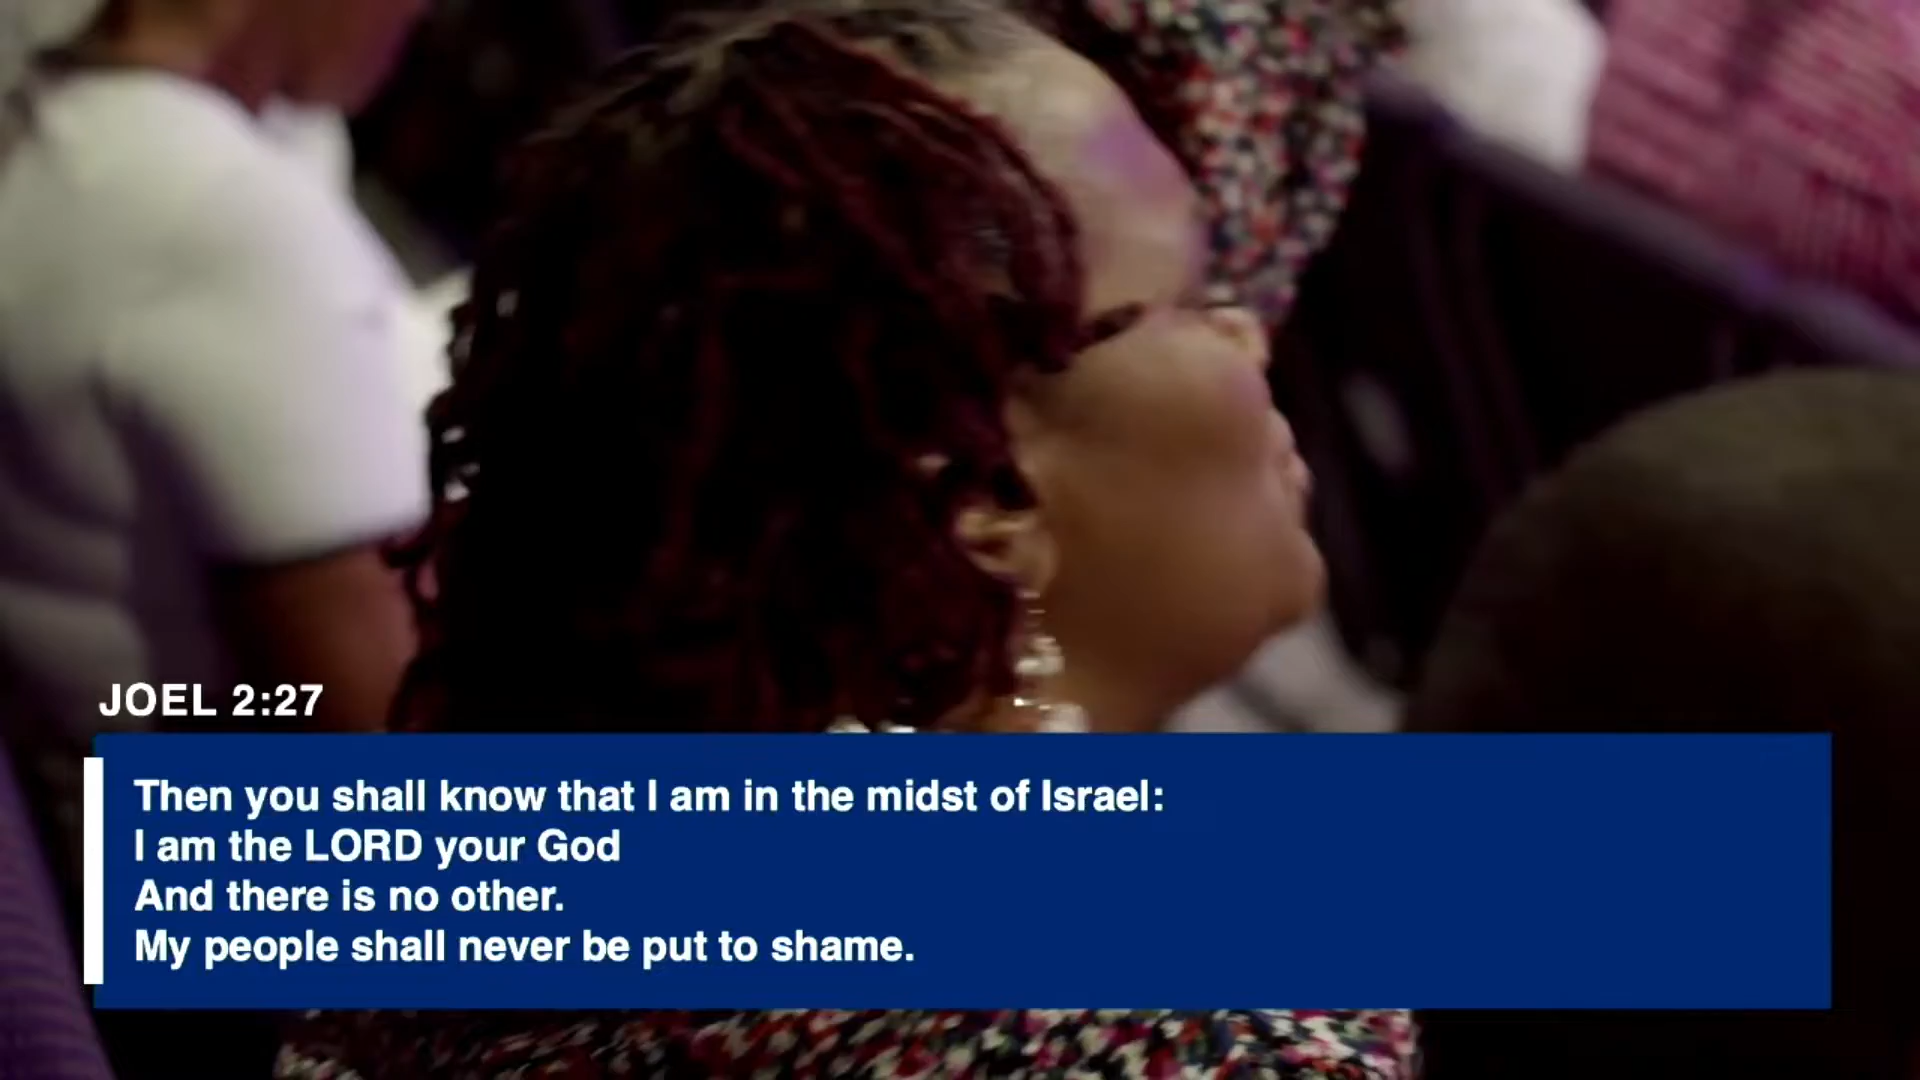 JOEL 2:27
Then you shall know that I am in the midst of Israel:
I am the LORD your God
And there is no other.
My people shall never be put to shame.